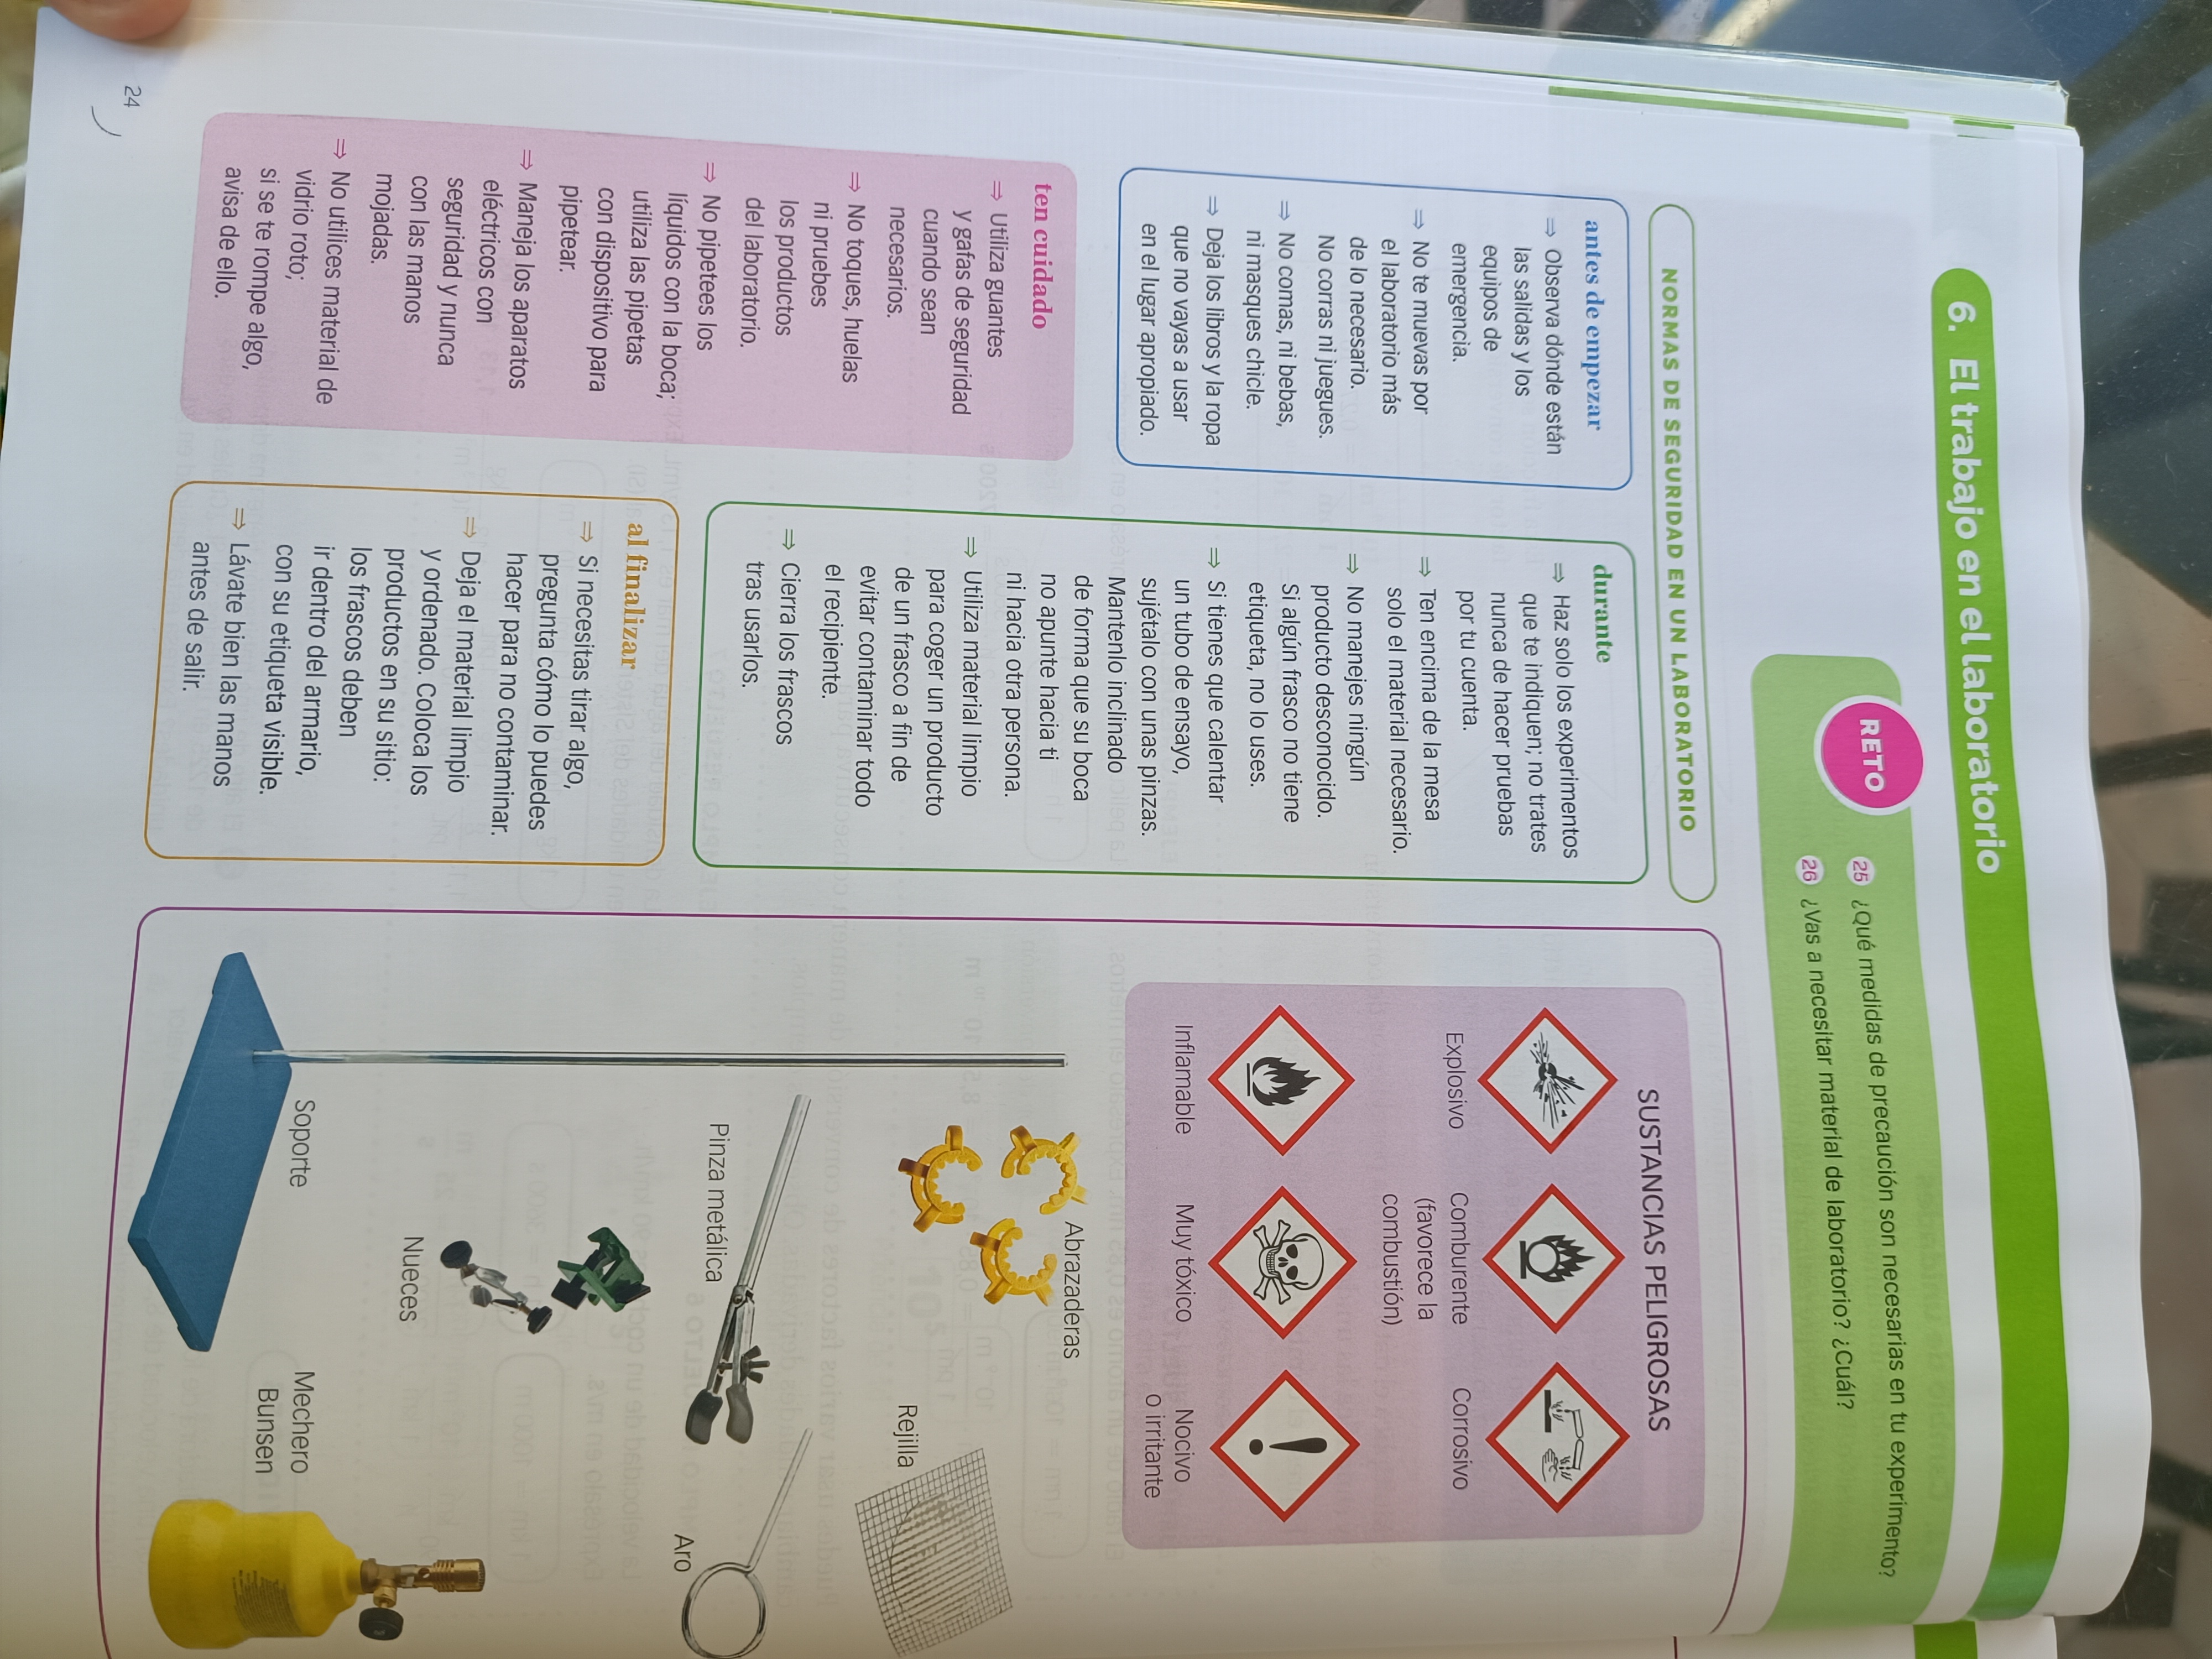 6. El trabajo en el laboratorio
RETO
25 ¿Qué medidas de precaución son necesarias en tu experimento?
26 ¿Vas a necesitar material de laboratorio? ¿Cuál?
NORMAS DE SEGURIDAD EN UN LABORATORIO
antes de empezar
⇒ Observa dónde están
las salidas y los
equipos de
emergencia.
⇒ No te muevas por
el laboratorio más
de lo necesario.
No corras ni juegues.
⇒ No comas, ni bebas,
ni masques chicle.
⇒ Deja los libros y la ropa
que no vayas a usar
en el lugar apropiado.
ten cuidado
⇒ Utiliza guantes
y gafas de seguridad
cuando sean
necesarios.
⇒ No toques, huelas
ni pruebes
los productos
del laboratorio.
⇒ No pipetees los
líquidos con la boca;
utiliza las pipetas
con dispositivo para
pipetear.
⇒ Maneja los aparatos
eléctricos con
seguridad y nunca
con las manos
mojadas.
⇒ No utilices material de
vidrio roto;
si se te rompe algo,
avisa de ello.
durante
⇒ Haz solo los experimentos
que te indiquen; no trates
nunca de hacer pruebas
por tu cuenta.
⇒ Ten encima de la mesa
solo el material necesario.
⇒ No manejes ningún
producto desconocido.
Si algún frasco no tiene
etiqueta, no lo uses.
⇒ Si tienes que calentar
un tubo de ensayo,
sujétalo con unas pinzas.
Mantenlo inclinado
de forma que su boca
no apunte hacia ti
ni hacia otra persona.
⇒ Utiliza material limpio
para coger un producto
de un frasco a fin de
evitar contaminar todo
el recipiente.
⇒ Cierra los frascos
tras usarlos.
al finalizar
⇒ Si necesitas tirar algo,
pregunta cómo lo puedes
hacer para no contaminar.
⇒ Deja el material limpio
y ordenado. Coloca los
productos en su sitio:
los frascos deben
ir dentro del armario,
con su etiqueta visible.
⇒ Lávate bien las manos
antes de salir.
SUSTANCIAS PELIGROSAS
Explosivo
Comburente
(favorece la
combustión)
Corrosivo
Inflamable
Muy tóxico
Nocivo
o irritante
Abrazaderas
Rejilla
Pinza metálica
Aro
Nueces
Soporte
Mechero
Bunsen
24